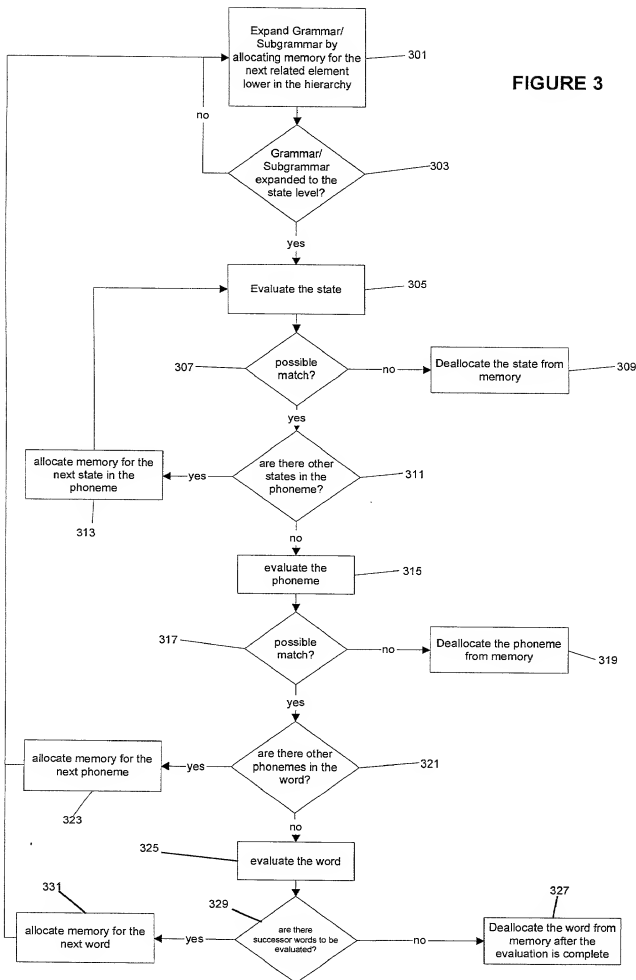 Expand Grammar/
Subgrammar by
allocating memory for the
next related element
lower in the hierarchy
301
FIGURE 3
no
Grammar/
Subgrammar
expanded to the
state level?
303
yes
Evaluate the state
305
307
possible
match?
no
Deallocate the state from
memory
309
yes
allocate memory for the
next state in the
phoneme
yes
are there other
states in the
phoneme?
311
313
no
evaluate the
phoneme
315
317
possible
match?
no
Deallocate the phoneme
from memory
319
yes
allocate memory for the
next phoneme
yes
are there other
phonemes in the
word?
321
323
no
325
evaluate the word
331
329
327
allocate memory for the
next word
yes
are there
successor words to be
evaluated?
no
Deallocate the word from
memory after the
evaluation is complete